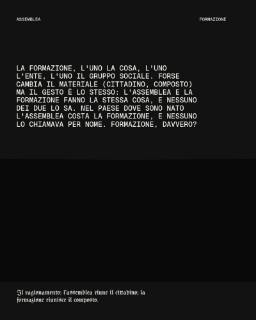 ASSEMBLEA
FORMAZIONE
LA FORMAZIONE, L'UNO LA COSA, L'UNO
L'ENTE, L'UNO IL GRUPPO SOCIALE. FORSE
CAMBIA IL MATERIALE (CITTADINO, COMPOSTO)
MA IL GESTO È LO STESSO: L'ASSEMBLEA E LA
FORMAZIONE FANNO LA STESSA COSA, E NESSUNO
DEI DUE LO SA. NEL PAESE DOVE SONO NATO
L'ASSEMBLEA COSTA LA FORMAZIONE, E NESSUNO
LO CHIAMAVA PER NOME. FORMAZIONE, DAVVERO?
Il ragionamento: l'assemblea riunì il cittadino, la
formazione riunisce il composto.